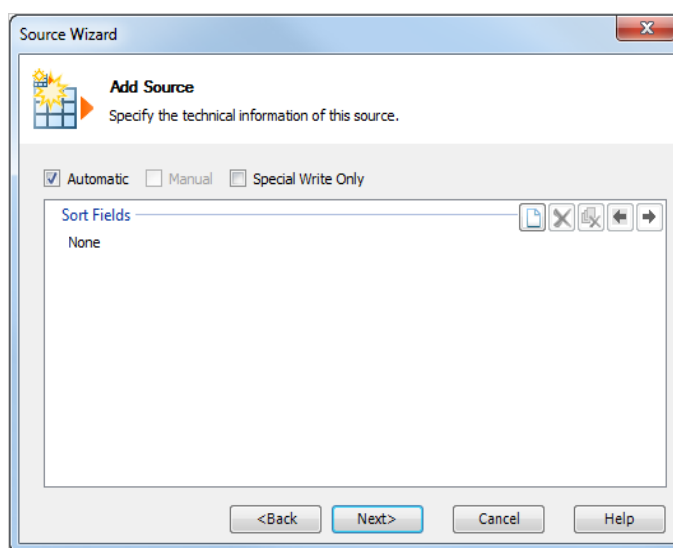 Source Wizard
Add Source
Specify the technical information of this source.
Automatic Manual Special Write Only
Sort Fields
None
<Back Next> Cancel Help